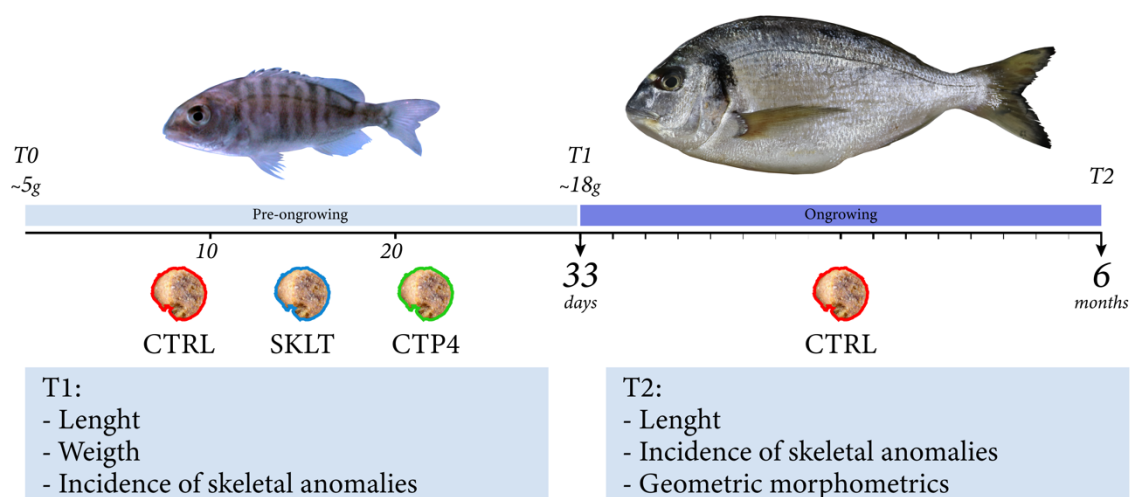 T0
~5g
T1
~18g
T2
Pre-ongrowing
Ongrowing
10
20
33
days
6
months
CTRL
SKLT
CTP4
CTRL
T1:
- Lenght
- Weigth
- Incidence of skeletal anomalies
T2:
- Lenght
- Incidence of skeletal anomalies
- Geometric morphometrics